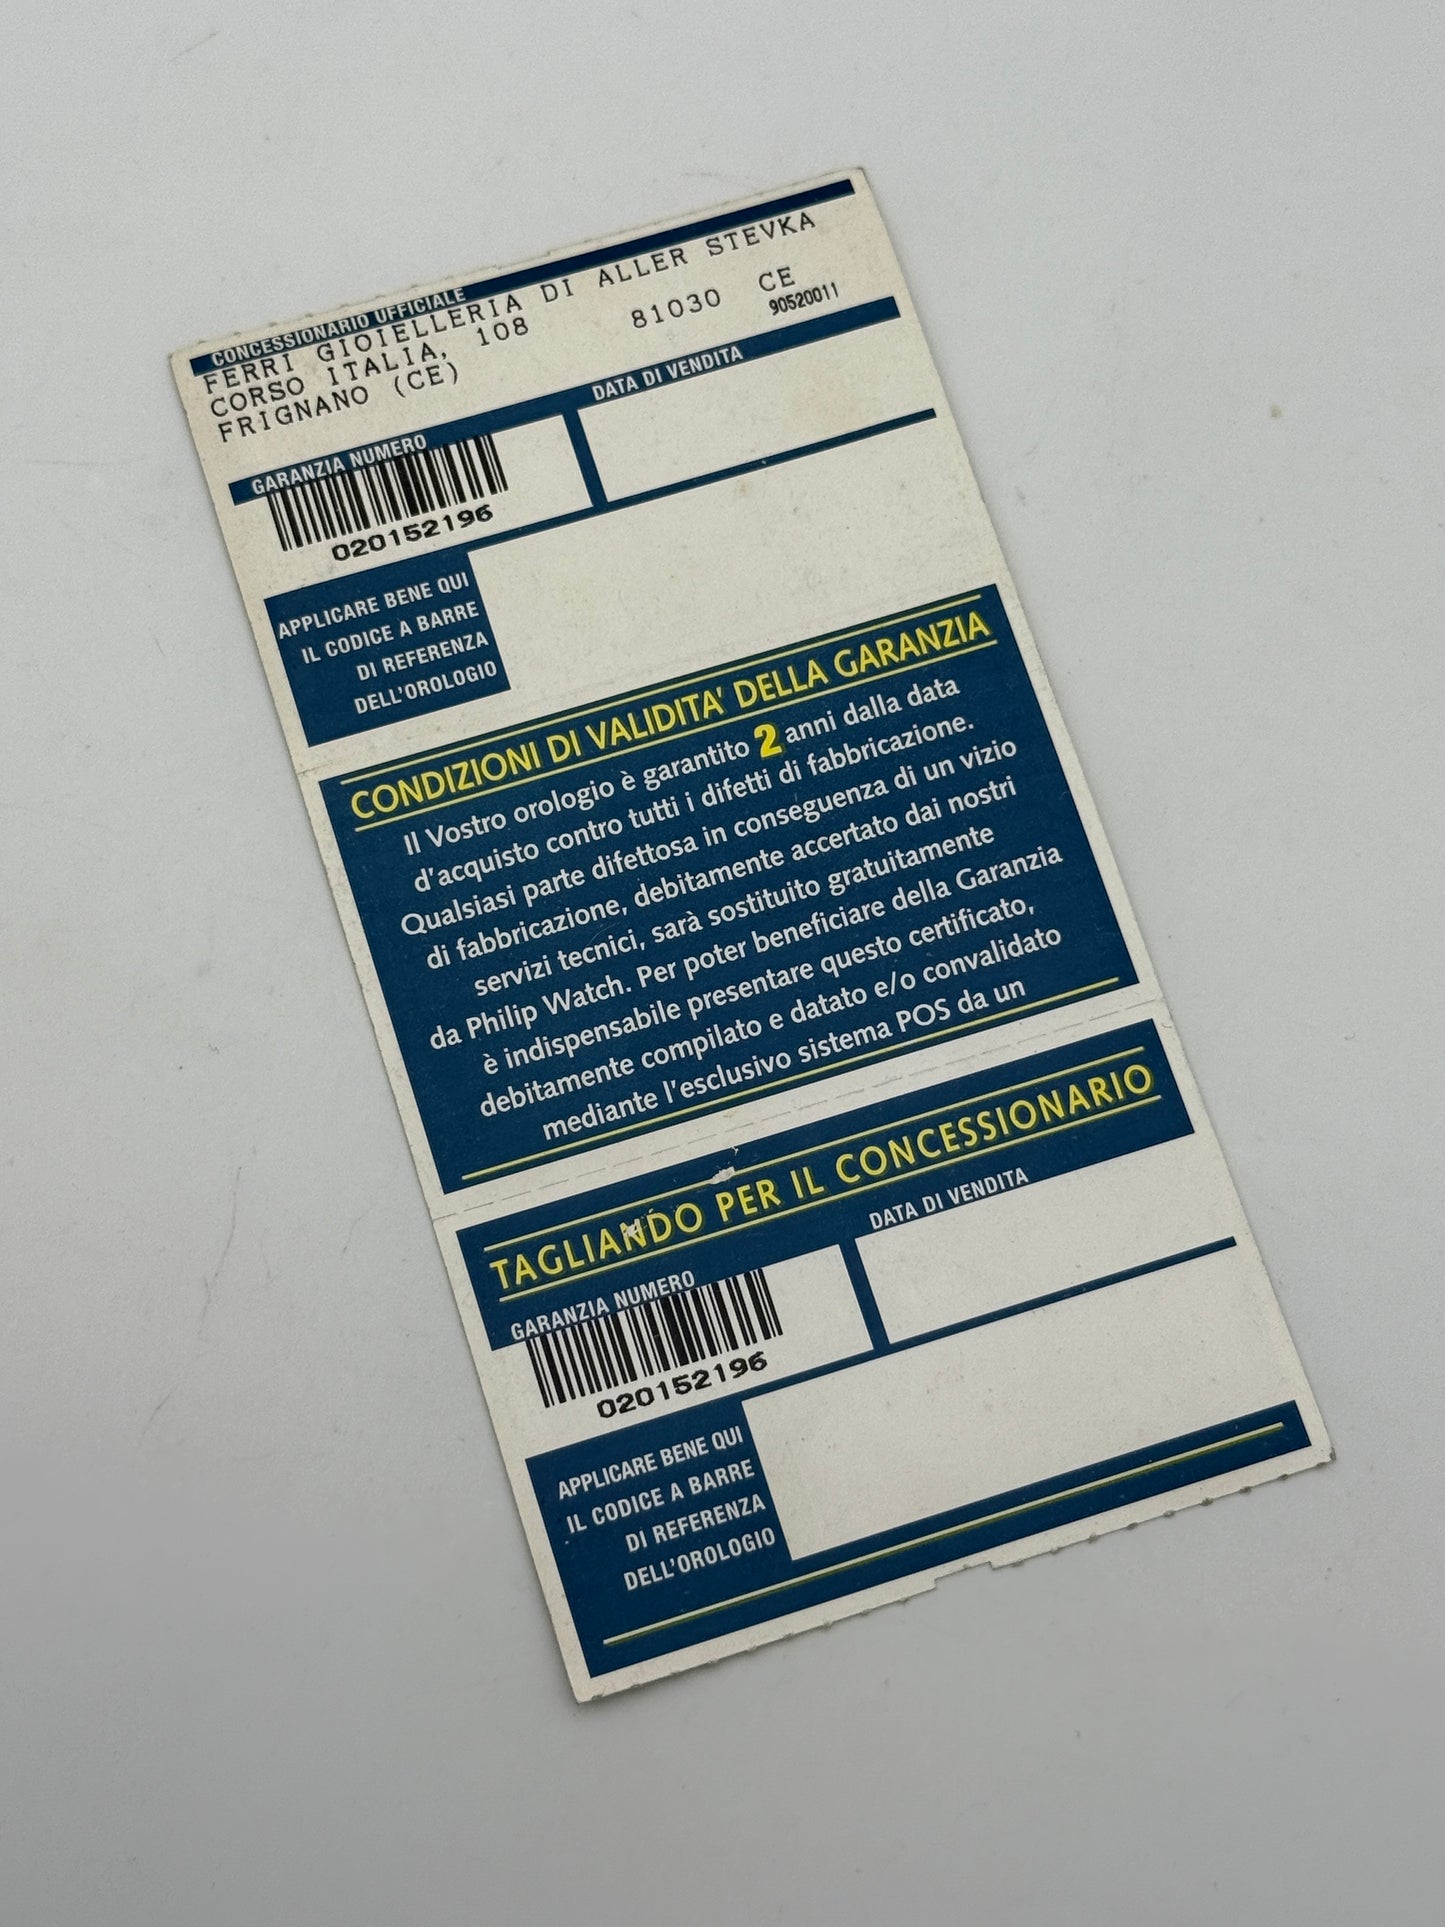 CONCESSIONARIO UFFICIALE
FERRI GIOIELLERIA DI ALLER STEVKA
CORSO ITALIA, 108 81030 CE
FRIGNANO (CE) 90520011
GARANZIA NUMERO
DATA DI VENDITA
020152196
APPLICARE BENE QUI
IL CODICE A BARRE
DI REFERENZA
DELL'OROLOGIO
CONDIZIONI DI VALIDITA' DELLA GARANZIA
Il Vostro orologio è garantito 2 anni dalla data
d'acquisto contro tutti i difetti di fabbricazione.
Qualsiasi parte difettosa in conseguenza di un vizio
di fabbricazione, debitamente accertato dai nostri
servizi tecnici, sarà sostituito gratuitamente
da Philip Watch. Per poter beneficiare della Garanzia
è indispensabile presentare questo certificato,
debitamente compilato e datato e/o convalidato
mediante l'esclusivo sistema POS da un
TAGLIANDO PER IL CONCESSIONARIO
GARANZIA NUMERO
DATA DI VENDITA
020152196
APPLICARE BENE QUI
IL CODICE A BARRE
DI REFERENZA
DELL'OROLOGIO